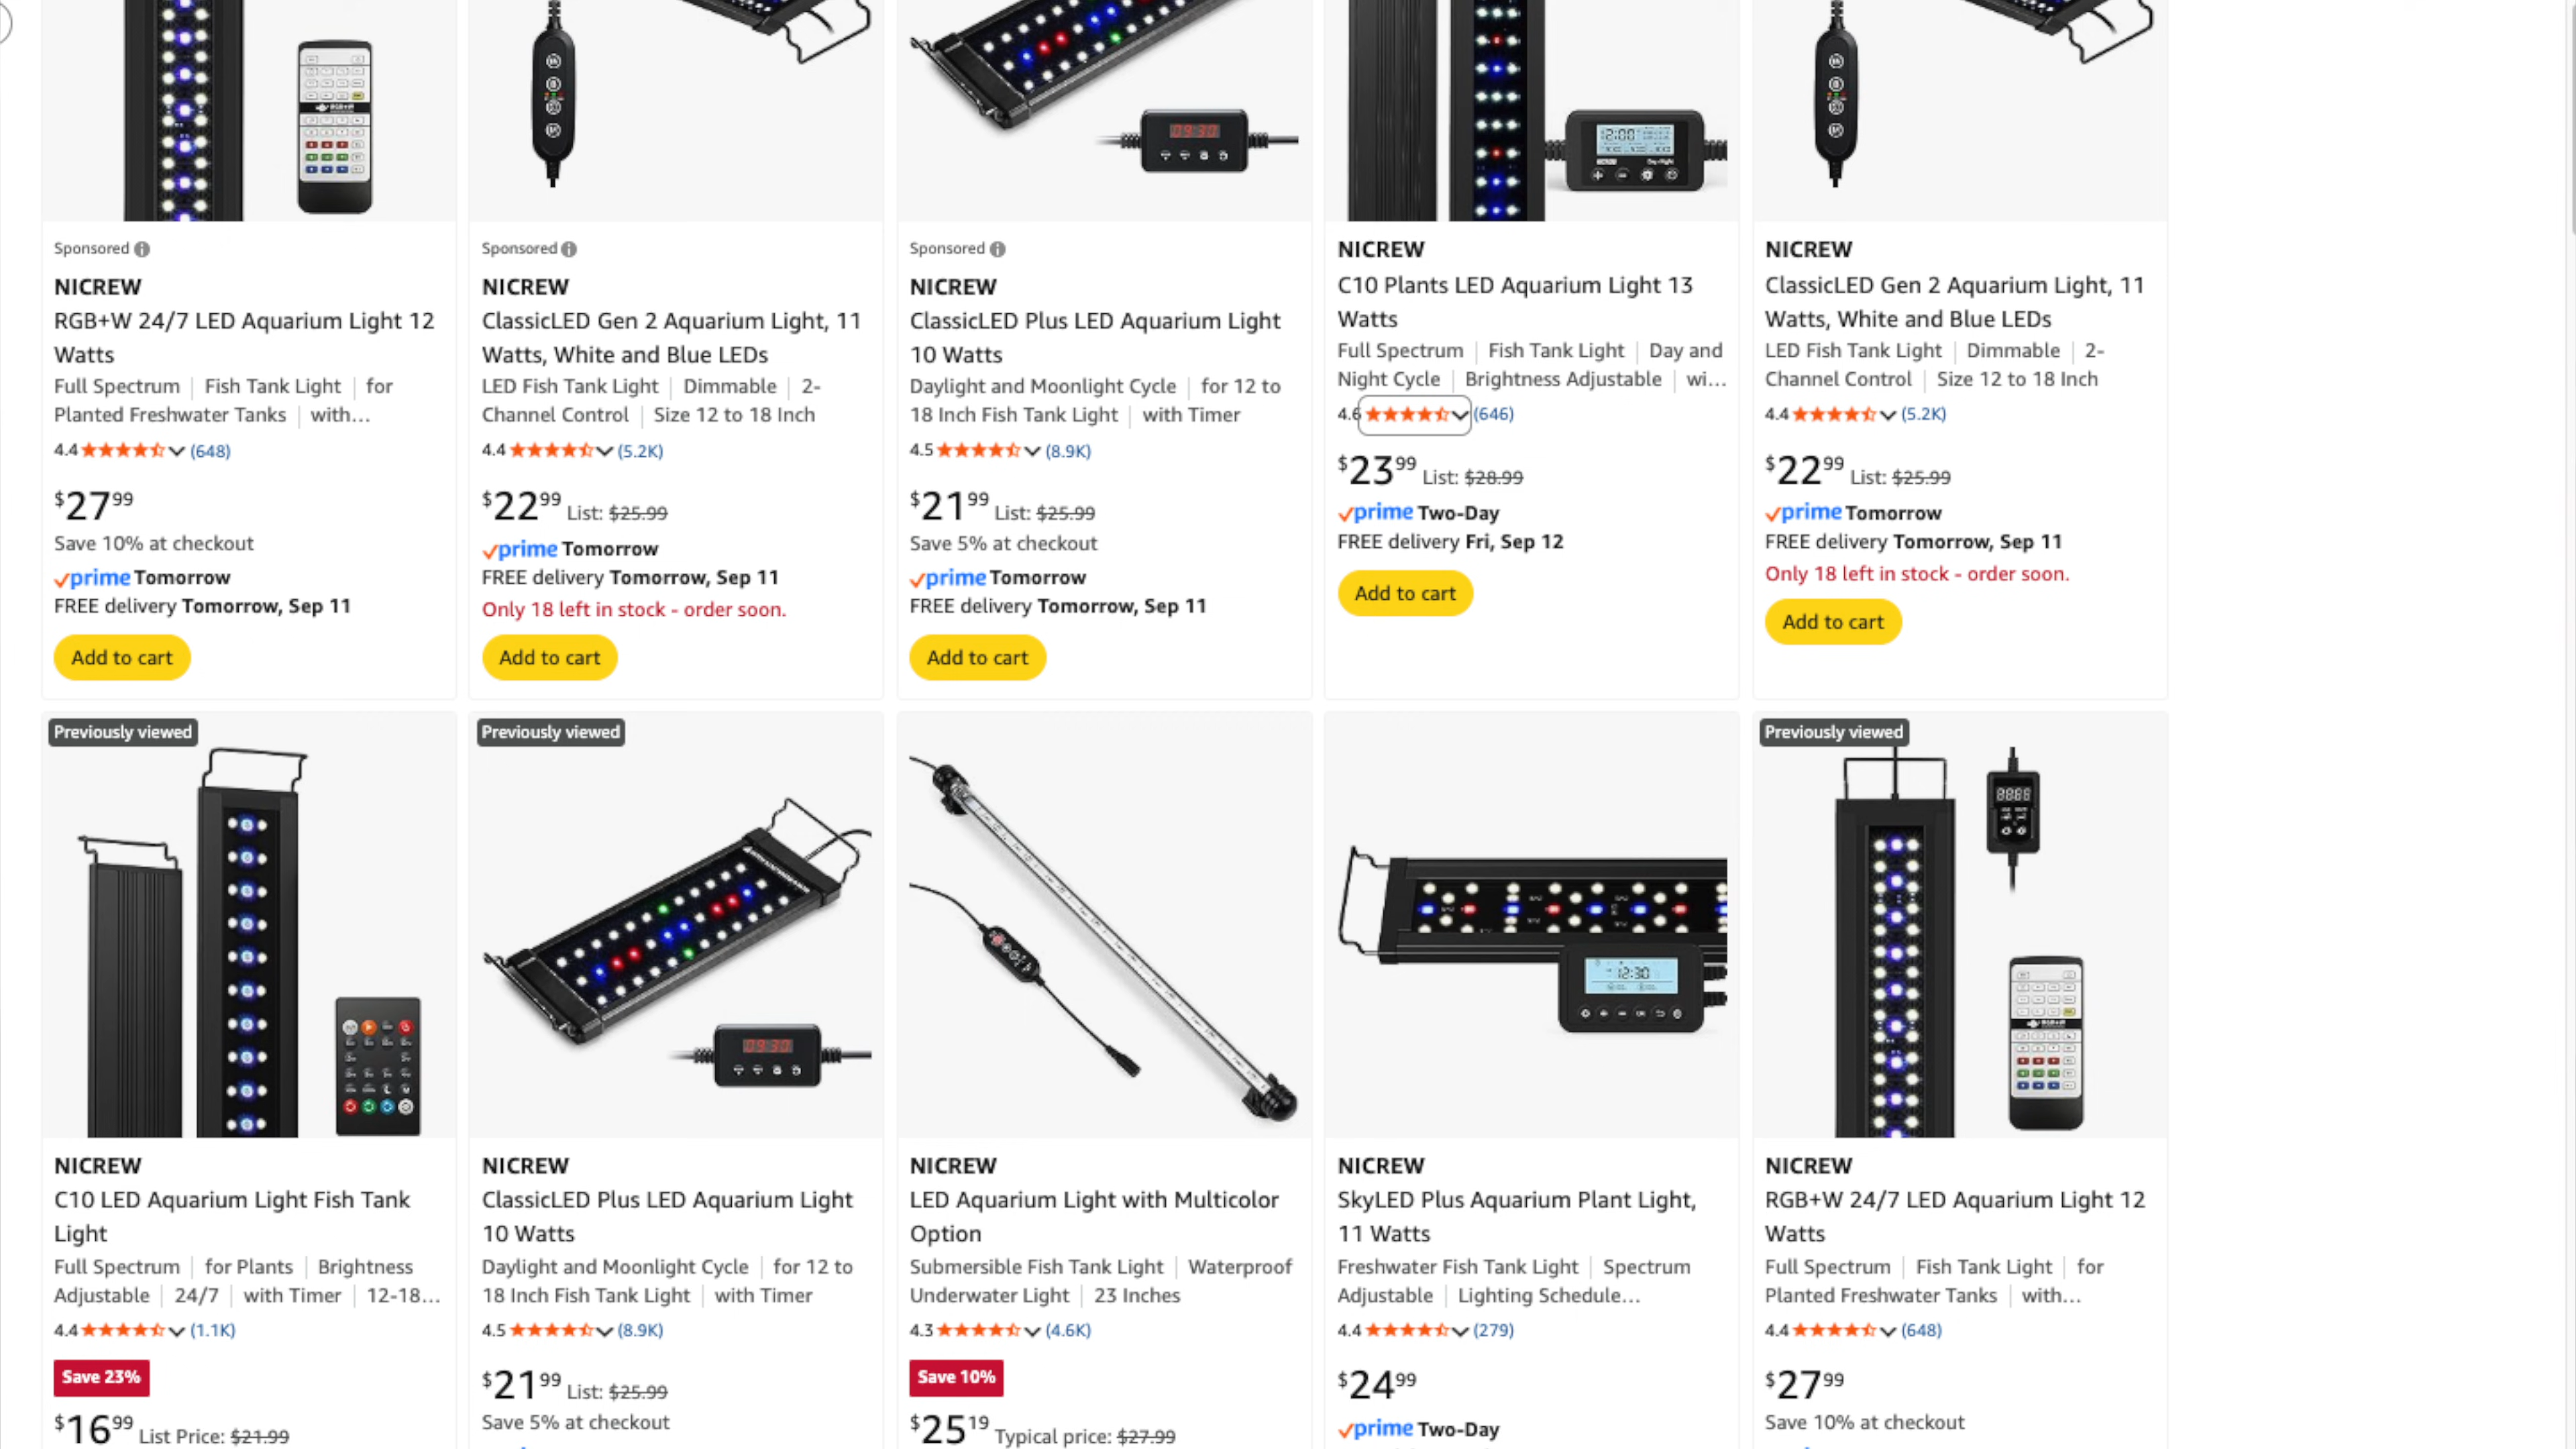 09:30
12:00
Sponsored
NICREW
RGB+W 24/7 LED Aquarium Light 12
Watts
Full Spectrum | Fish Tank Light | for
Planted Freshwater Tanks | with...
4.4 (648)
$27 99
Save 10% at checkout
prime Tomorrow
FREE delivery Tomorrow, Sep 11
Add to cart
Sponsored
NICREW
ClassicLED Gen 2 Aquarium Light, 11
Watts, White and Blue LEDs
LED Fish Tank Light | Dimmable | 2-
Channel Control | Size 12 to 18 Inch
4.4 (5.2K)
$22 99 List: $25.99
prime Tomorrow
FREE delivery Tomorrow, Sep 11
Only 18 left in stock - order soon.
Add to cart
Sponsored
NICREW
ClassicLED Plus LED Aquarium Light
10 Watts
Daylight and Moonlight Cycle | for 12 to
18 Inch Fish Tank Light | with Timer
4.5 (8.9K)
$21 99 List: $25.99
Save 5% at checkout
prime Tomorrow
FREE delivery Tomorrow, Sep 11
Add to cart
NICREW
C10 Plants LED Aquarium Light 13
Watts
Full Spectrum | Fish Tank Light | Day and
Night Cycle | Brightness Adjustable | wi...
4.6 (646)
$23 99 List: $28.99
prime Two-Day
FREE delivery Fri, Sep 12
Add to cart
NICREW
ClassicLED Gen 2 Aquarium Light, 11
Watts, White and Blue LEDs
LED Fish Tank Light | Dimmable | 2-
Channel Control | Size 12 to 18 Inch
4.4 (5.2K)
$22 99 List: $25.99
prime Tomorrow
FREE delivery Tomorrow, Sep 11
Only 18 left in stock - order soon.
Add to cart
Previously viewed
NICREW
C10 LED Aquarium Light Fish Tank
Light
Full Spectrum | for Plants | Brightness
Adjustable | 24/7 | with Timer | 12-18...
4.4 (1.1K)
Save 23%
$16 99 List Price: $21.99
Previously viewed
09:30
NICREW
ClassicLED Plus LED Aquarium Light
10 Watts
Daylight and Moonlight Cycle | for 12 to
18 Inch Fish Tank Light | with Timer
4.5 (8.9K)
$21 99 List: $25.99
Save 5% at checkout
NICREW
LED Aquarium Light with Multicolor
Option
Submersible Fish Tank Light | Waterproof
Underwater Light | 23 Inches
4.3 (4.6K)
Save 10%
$25 19 Typical price: $27.99
12:30
NICREW
SkyLED Plus Aquarium Plant Light,
11 Watts
Freshwater Fish Tank Light | Spectrum
Adjustable | Lighting Schedule...
4.4 (279)
$24 99
prime Two-Day
Previously viewed
8888
NICREW
RGB+W 24/7 LED Aquarium Light 12
Watts
Full Spectrum | Fish Tank Light | for
Planted Freshwater Tanks | with...
4.4 (648)
$27 99
Save 10% at checkout